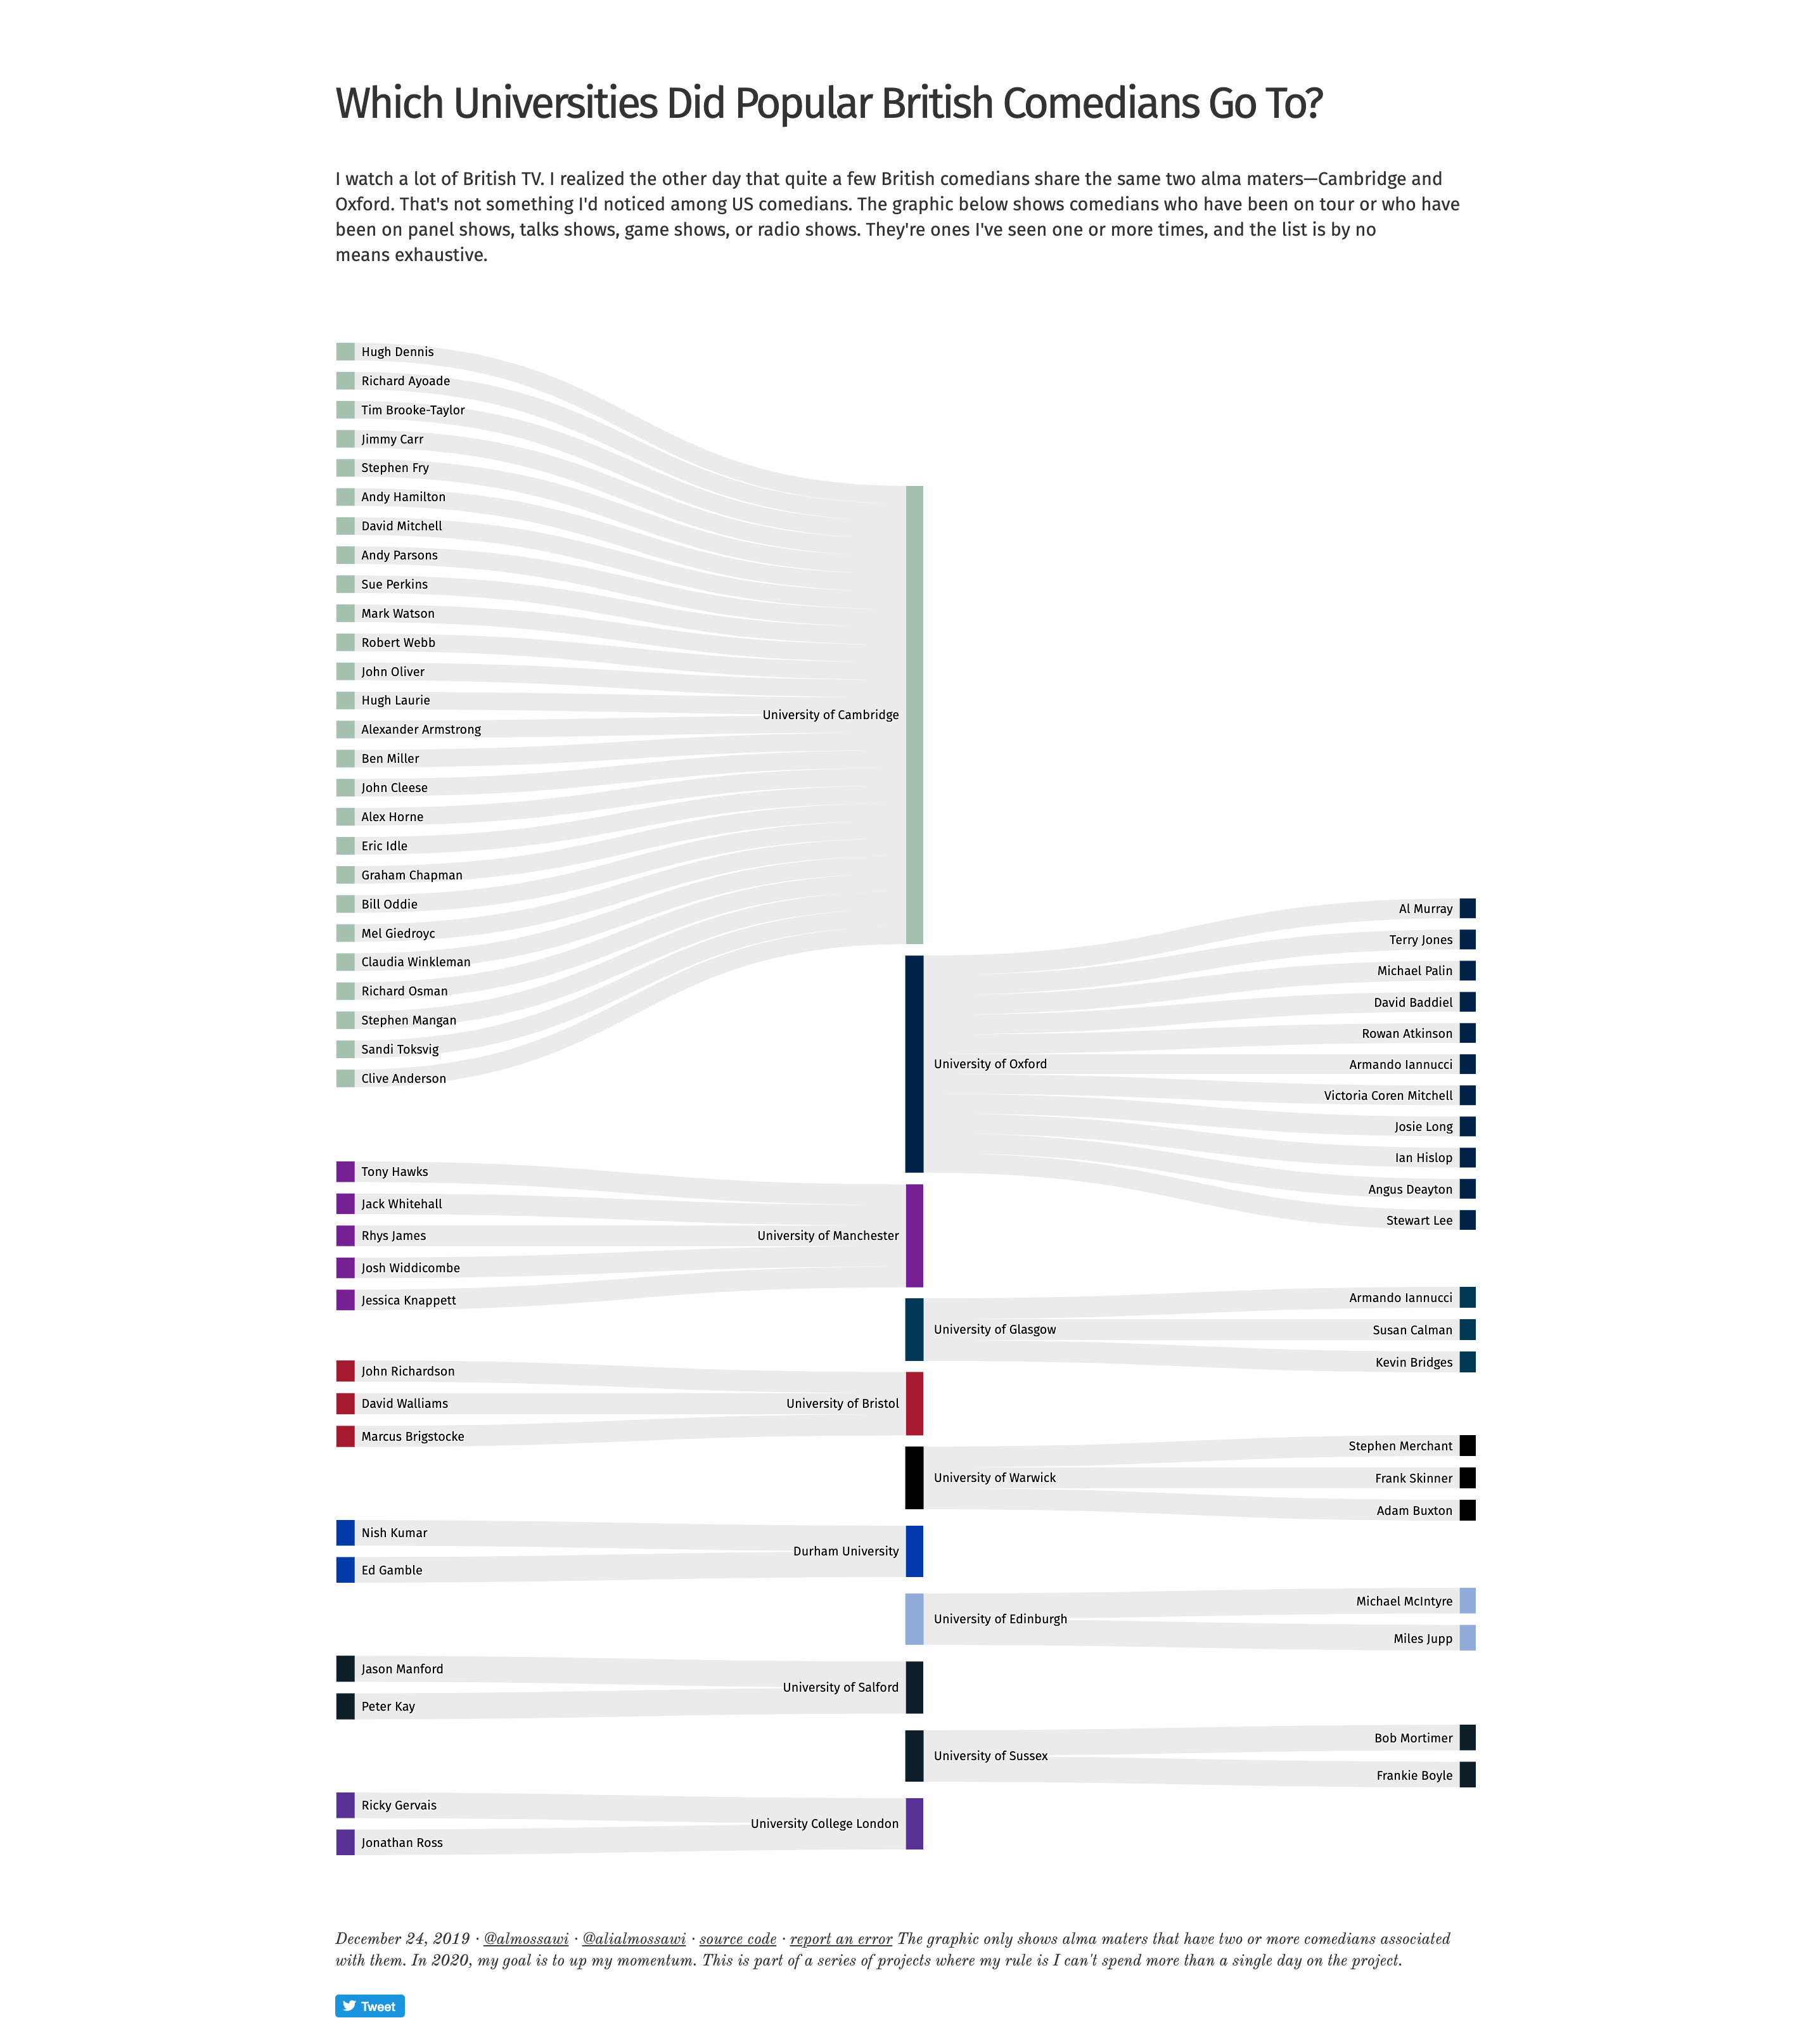 Which Universities Did Popular British Comedians Go To?
I watch a lot of British TV. I realized the other day that quite a few British comedians share the same two alma maters—Cambridge and
Oxford. That's not something I'd noticed among US comedians. The graphic below shows comedians who have been on tour or who have
been on panel shows, talks shows, game shows, or radio shows. They're ones I've seen one or more times, and the list is by no
means exhaustive.
Hugh Dennis
Richard Ayoade
Tim Brooke-Taylor
Jimmy Carr
Stephen Fry
Andy Hamilton
David Mitchell
Andy Parsons
Sue Perkins
Mark Watson
Robert Webb
John Oliver
Hugh Laurie
Alexander Armstrong
Ben Miller
John Cleese
Alex Horne
Eric Idle
Graham Chapman
Bill Oddie
Mel Giedroyc
Claudia Winkleman
Richard Osman
Stephen Mangan
Sandi Toksvig
Clive Anderson
University of Cambridge
University of Oxford
Al Murray
Terry Jones
Michael Palin
David Baddiel
Rowan Atkinson
Armando Iannucci
Victoria Coren Mitchell
Josie Long
Ian Hislop
Angus Deayton
Stewart Lee
Tony Hawks
Jack Whitehall
Rhys James
Josh Widdicombe
Jessica Knappett
University of Manchester
University of Glasgow
Armando Iannucci
Susan Calman
Kevin Bridges
John Richardson
David Walliams
Marcus Brigstocke
University of Bristol
University of Warwick
Stephen Merchant
Frank Skinner
Adam Buxton
Nish Kumar
Ed Gamble
Durham University
University of Edinburgh
Michael McIntyre
Miles Jupp
Jason Manford
Peter Kay
University of Salford
University of Sussex
Bob Mortimer
Frankie Boyle
Ricky Gervais
Jonathan Ross
University College London
December 24, 2019 · @almossawi · @alialmossawi · source code · report an error The graphic only shows alma maters that have two or more comedians associated
with them. In 2020, my goal is to up my momentum. This is part of a series of projects where my rule is I can't spend more than a single day on the project.
Tweet